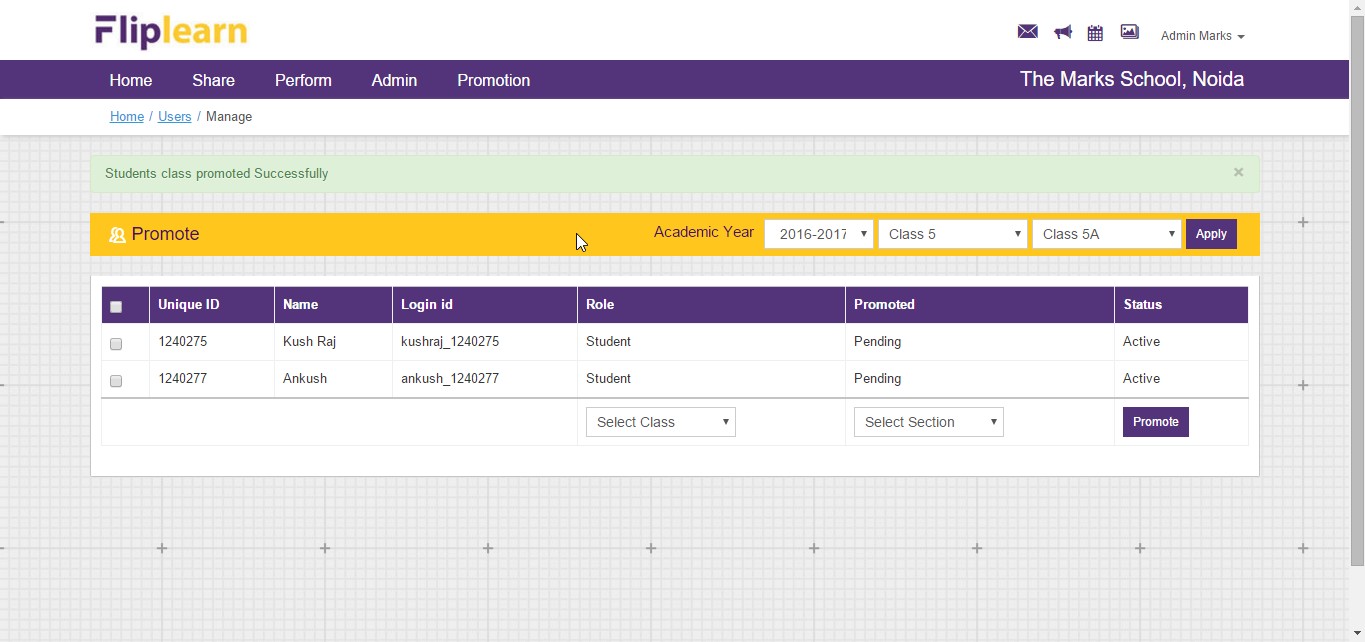 Fliplearn
Admin Marks
Home Share Perform Admin Promotion The Marks School, Noida
Home / Users / Manage
Students class promoted Successfully ×
Promote Academic Year 2016-2017 Class 5 Class 5A Apply
Unique ID Name Login id Role Promoted Status
1240275 Kush Raj kushraj_1240275 Student Pending Active
1240277 Ankush ankush_1240277 Student Pending Active
Select Class Select Section Promote